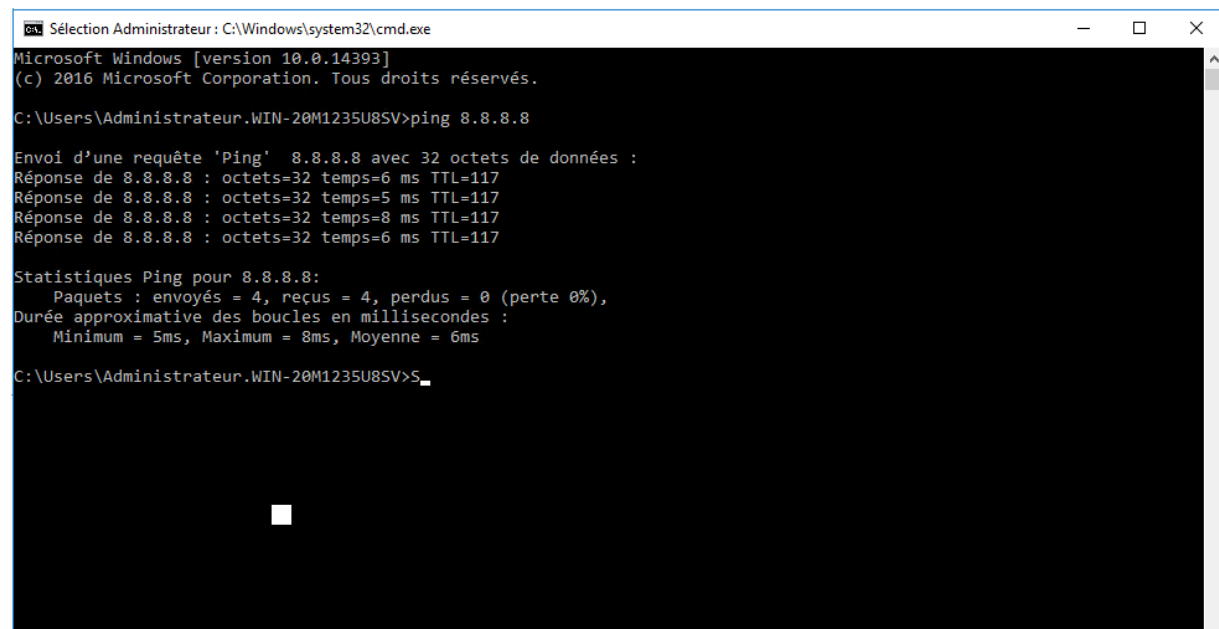 Sélection Administrateur : C:\Windows\system32\cmd.exe
Microsoft Windows [version 10.0.14393]
(c) 2016 Microsoft Corporation. Tous droits réservés.
C:\Users\Administrateur.WIN-20M1235U8SV>ping 8.8.8.8
Envoi d’une requête 'Ping'  8.8.8.8 avec 32 octets de données :
Réponse de 8.8.8.8 : octets=32 temps=6 ms TTL=117
Réponse de 8.8.8.8 : octets=32 temps=5 ms TTL=117
Réponse de 8.8.8.8 : octets=32 temps=8 ms TTL=117
Réponse de 8.8.8.8 : octets=32 temps=6 ms TTL=117
Statistiques Ping pour 8.8.8.8:
    Paquets : envoyés = 4, reçus = 4, perdus = 0 (perte 0%),
Durée approximative des boucles en millisecondes :
    Minimum = 5ms, Maximum = 8ms, Moyenne = 6ms
C:\Users\Administrateur.WIN-20M1235U8SV>S